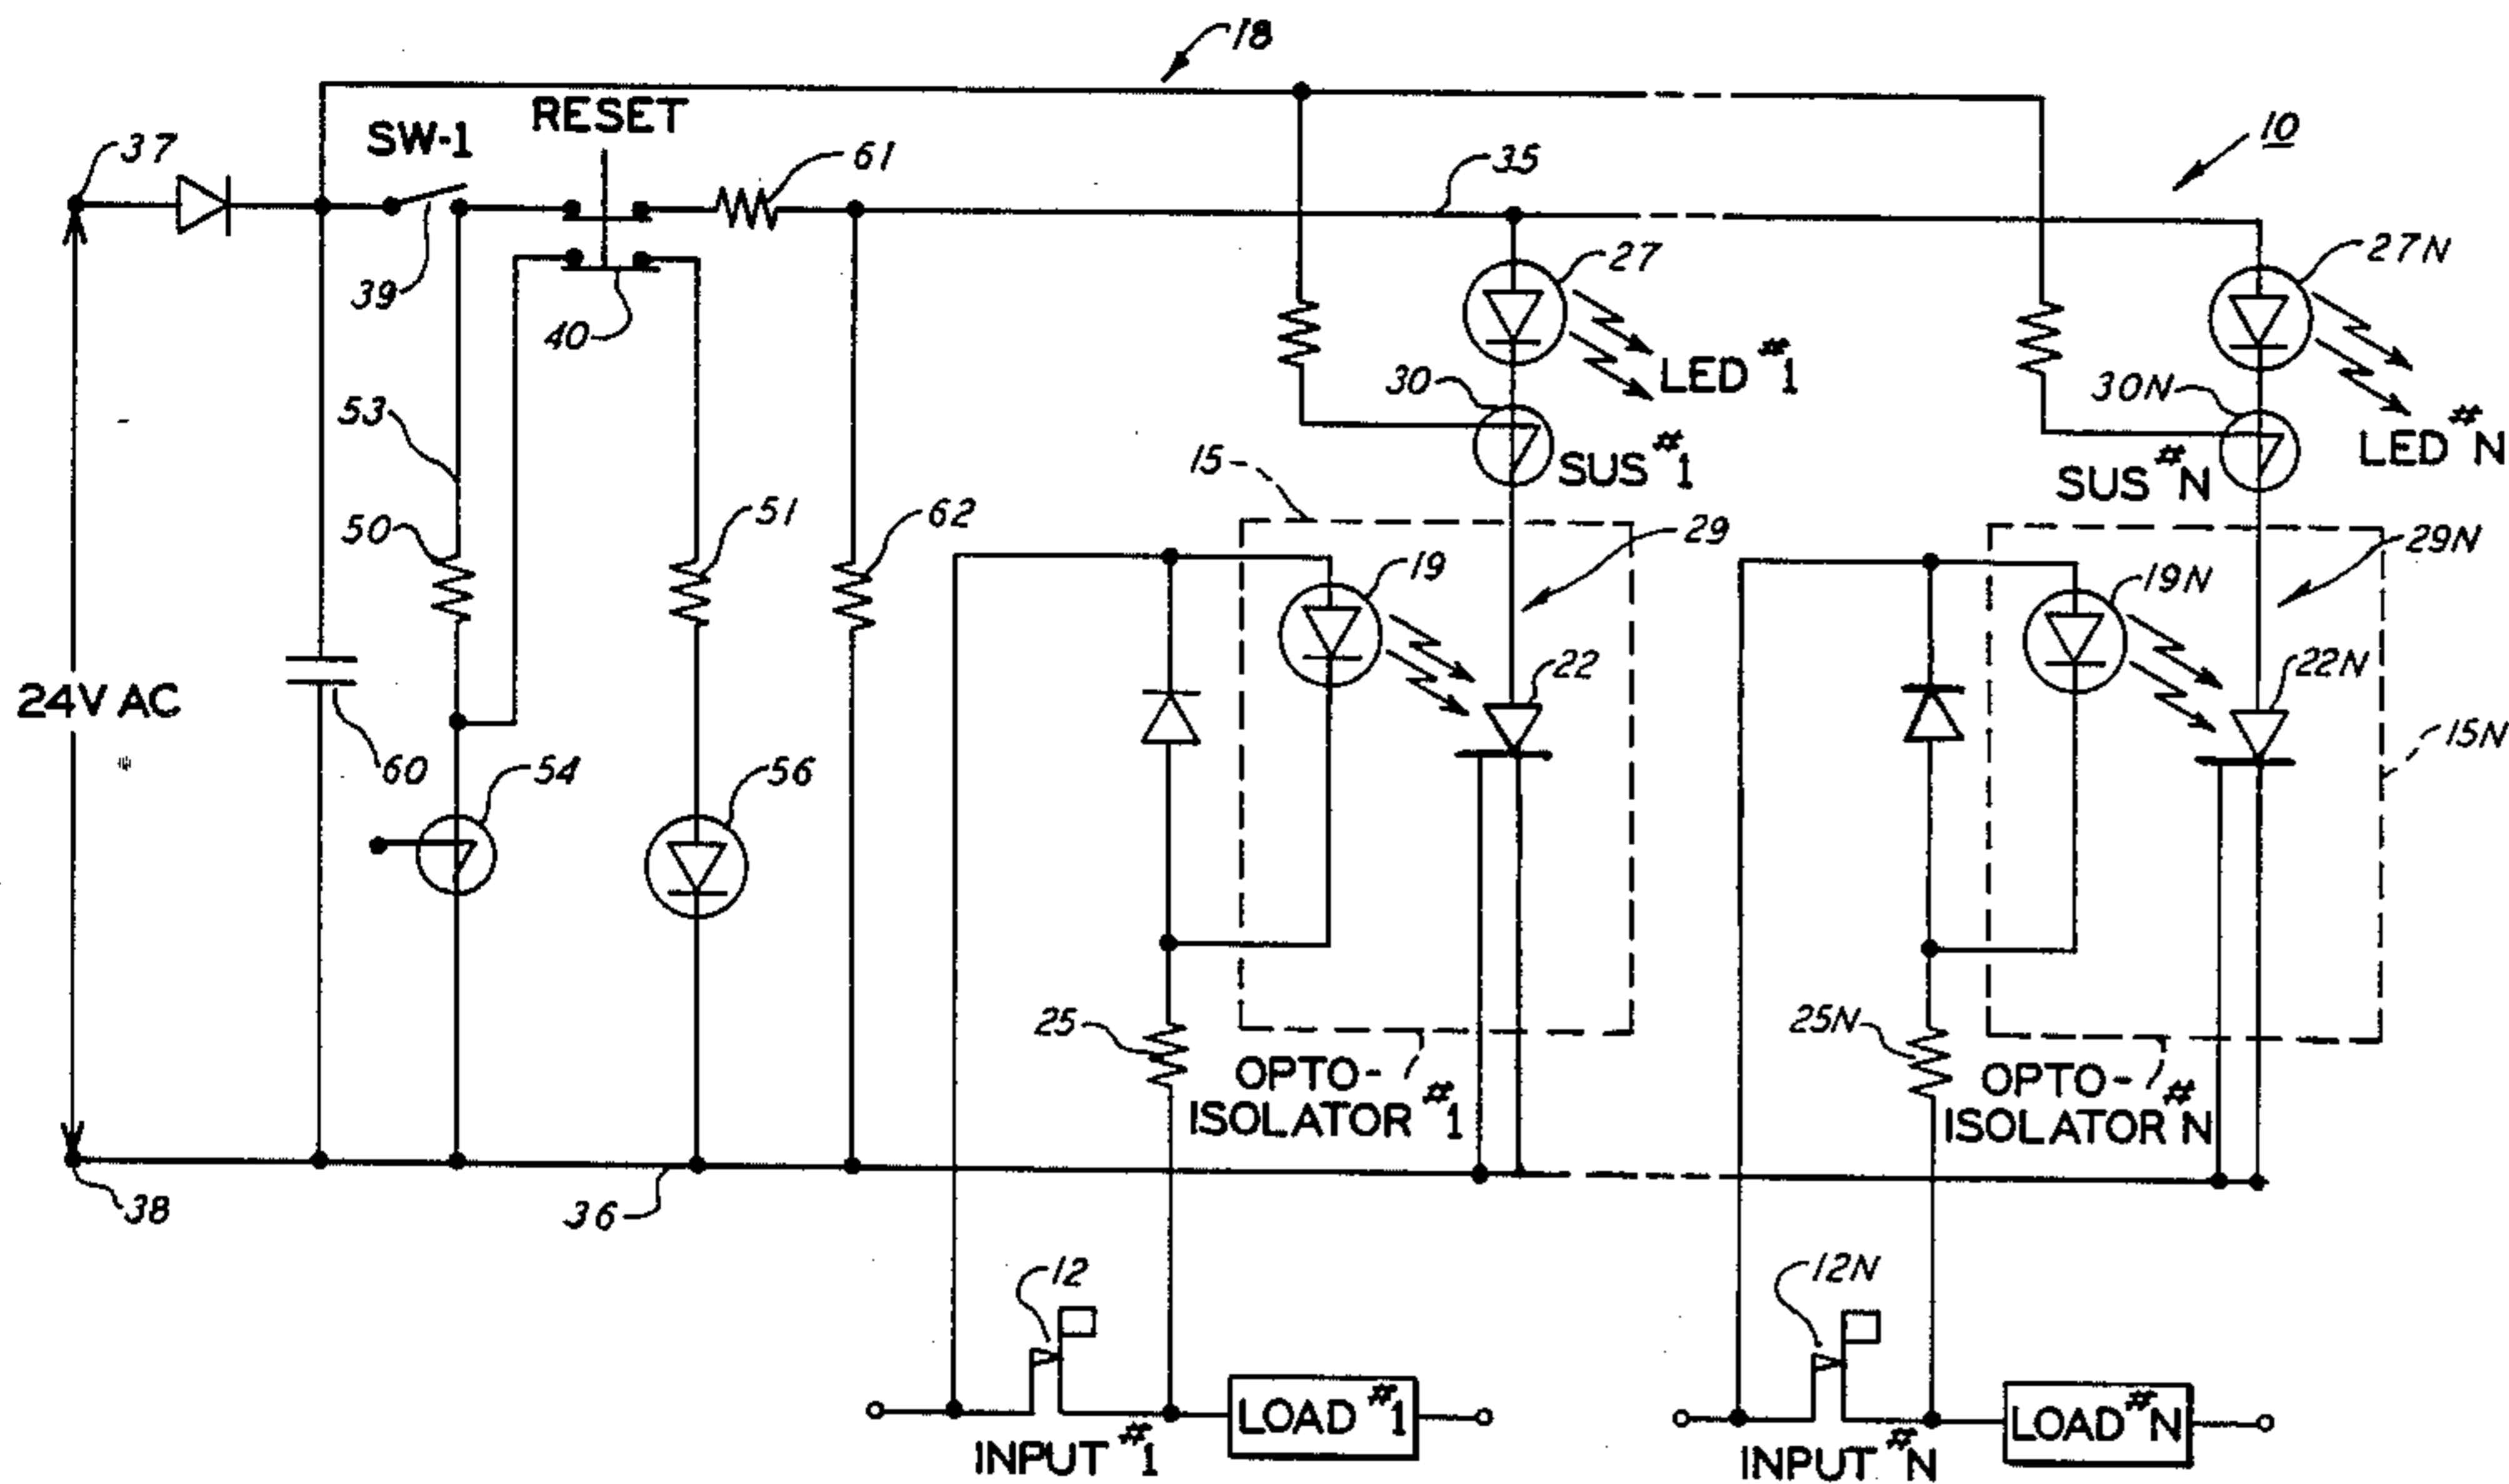 18
RESET
SW-1
37
61
35
10
27
27N
39
40
LED #1
30
30N
LED #N
53
SUS #1
SUS #N
15
50
51
62
29
29N
19
19N
22
22N
24V AC
60
54
56
15N
25
25N
OPTO-
ISOLATOR #1
OPTO-
ISOLATOR #N
38
36
12
12N
LOAD #1
LOAD #N
INPUT #1
INPUT #N